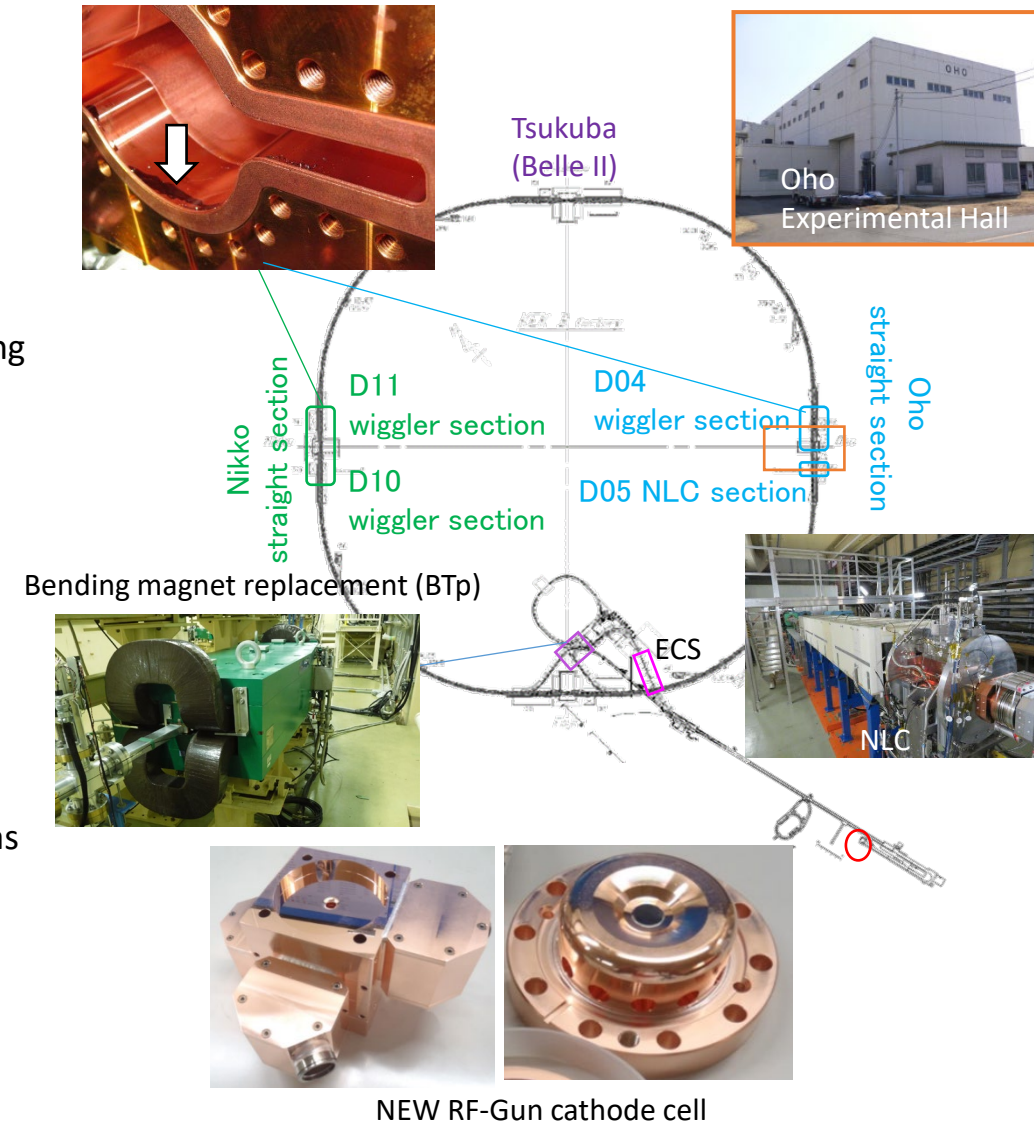 OHO
Oho
Experimental Hall
Tsukuba
(Belle II)
ng
Nikko
straight section
D11
wiggler section
D10
wiggler section
D04
wiggler section
D05 NLC section
Oho
straight section
Bending magnet replacement (BTp)
ECS
NLC
ns
NEW RF-Gun cathode cell